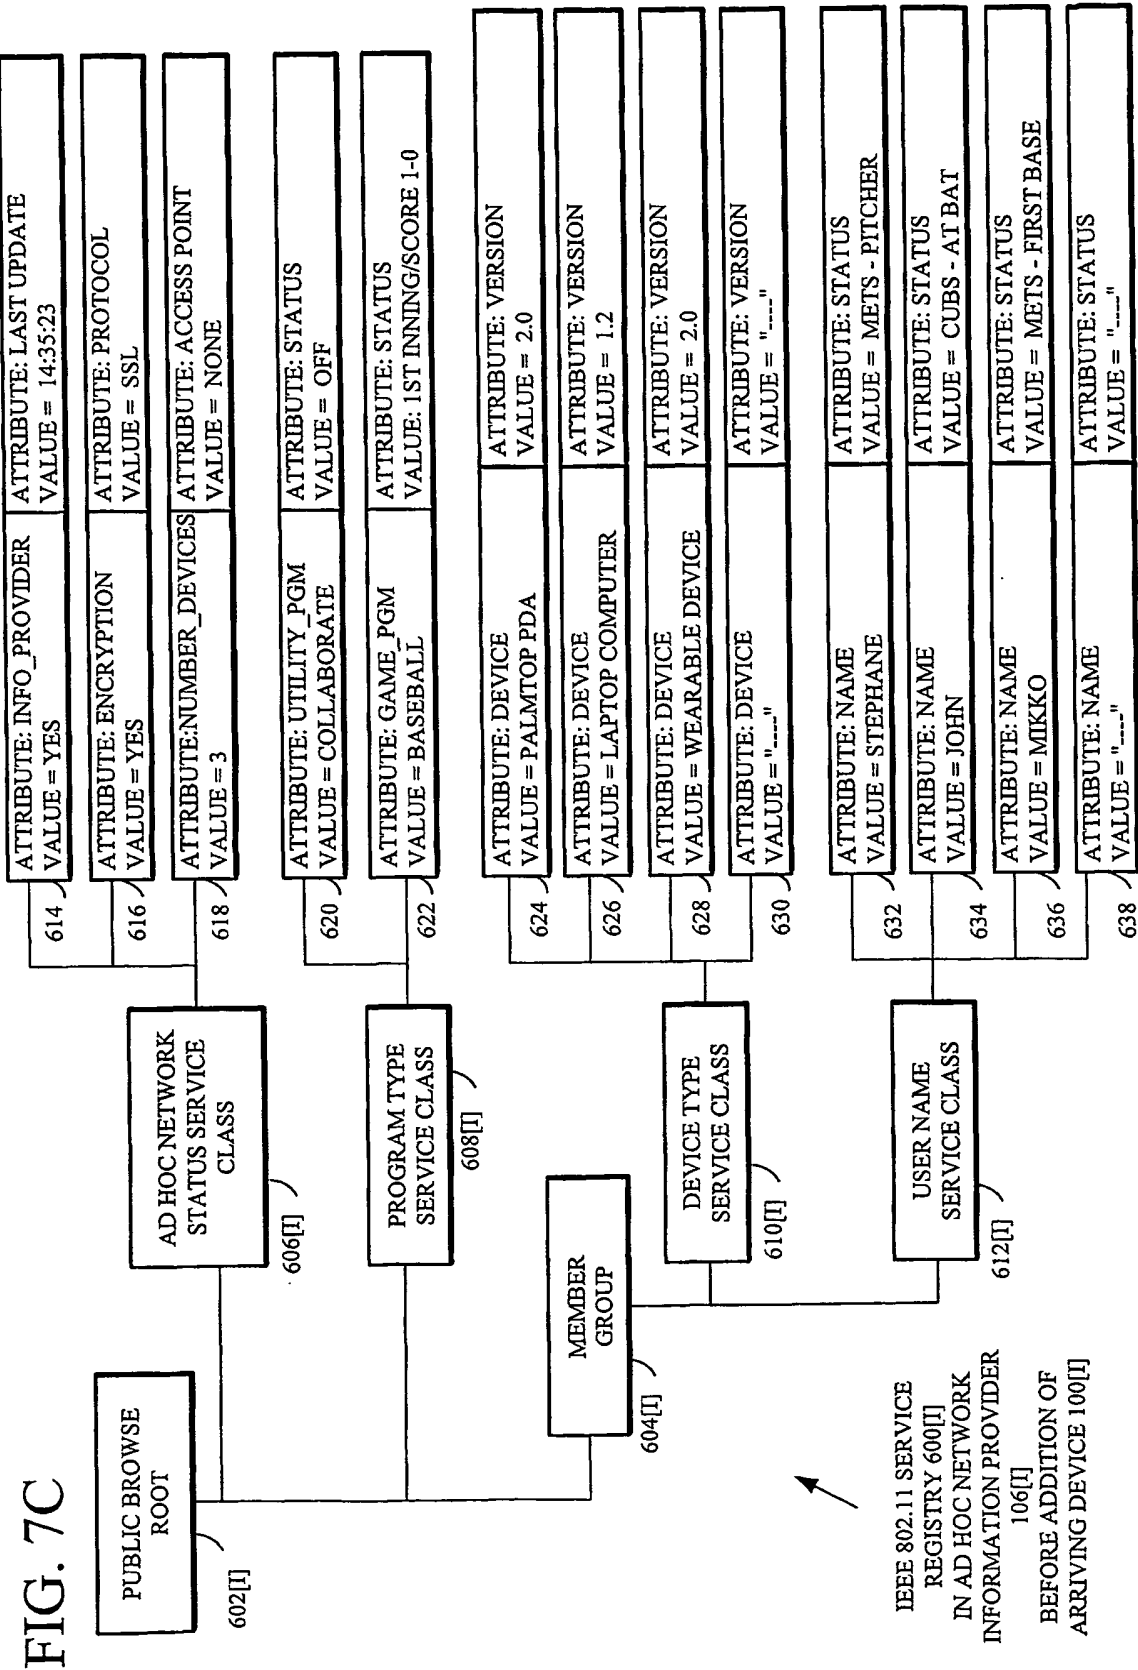 FIG. 7C
PUBLIC BROWSE
ROOT
602[I]
AD HOC NETWORK
STATUS SERVICE
CLASS
606[I]
ATTRIBUTE: INFO_PROVIDER
VALUE = YES
ATTRIBUTE: LAST UPDATE
VALUE = 14:35:23
614
ATTRIBUTE: ENCRYPTION
VALUE = YES
ATTRIBUTE: PROTOCOL
VALUE = SSL
616
ATTRIBUTE:NUMBER_DEVICES
VALUE = 3
ATTRIBUTE: ACCESS POINT
VALUE = NONE
618
PROGRAM TYPE
SERVICE CLASS
608[I]
ATTRIBUTE: UTILITY_PGM
VALUE = COLLABORATE
ATTRIBUTE: STATUS
VALUE = OFF
620
ATTRIBUTE: GAME_PGM
VALUE = BASEBALL
ATTRIBUTE: STATUS
VALUE: 1ST INNING/SCORE 1-0
622
MEMBER
GROUP
604[I]
DEVICE TYPE
SERVICE CLASS
610[I]
ATTRIBUTE: DEVICE
VALUE = PALMTOP PDA
ATTRIBUTE: VERSION
VALUE = 2.0
624
ATTRIBUTE: DEVICE
VALUE = LAPTOP COMPUTER
ATTRIBUTE: VERSION
VALUE = 1.2
626
ATTRIBUTE: DEVICE
VALUE = WEARABLE DEVICE
ATTRIBUTE: VERSION
VALUE = 2.0
628
ATTRIBUTE: DEVICE
VALUE = "----"
ATTRIBUTE: VERSION
VALUE = "----"
630
USER NAME
SERVICE CLASS
612[I]
ATTRIBUTE: NAME
VALUE = STEPHANE
ATTRIBUTE: STATUS
VALUE = METS - PITCHER
632
ATTRIBUTE: NAME
VALUE = JOHN
ATTRIBUTE: STATUS
VALUE = CUBS - AT BAT
634
ATTRIBUTE: NAME
VALUE = MIKKO
ATTRIBUTE: STATUS
VALUE = METS - FIRST BASE
636
ATTRIBUTE: NAME
VALUE = "----"
ATTRIBUTE: STATUS
VALUE = "----"
638
IEEE 802.11 SERVICE
REGISTRY 600[I]
IN AD HOC NETWORK
INFORMATION PROVIDER
106[I]
BEFORE ADDITION OF
ARRIVING DEVICE 100[I]